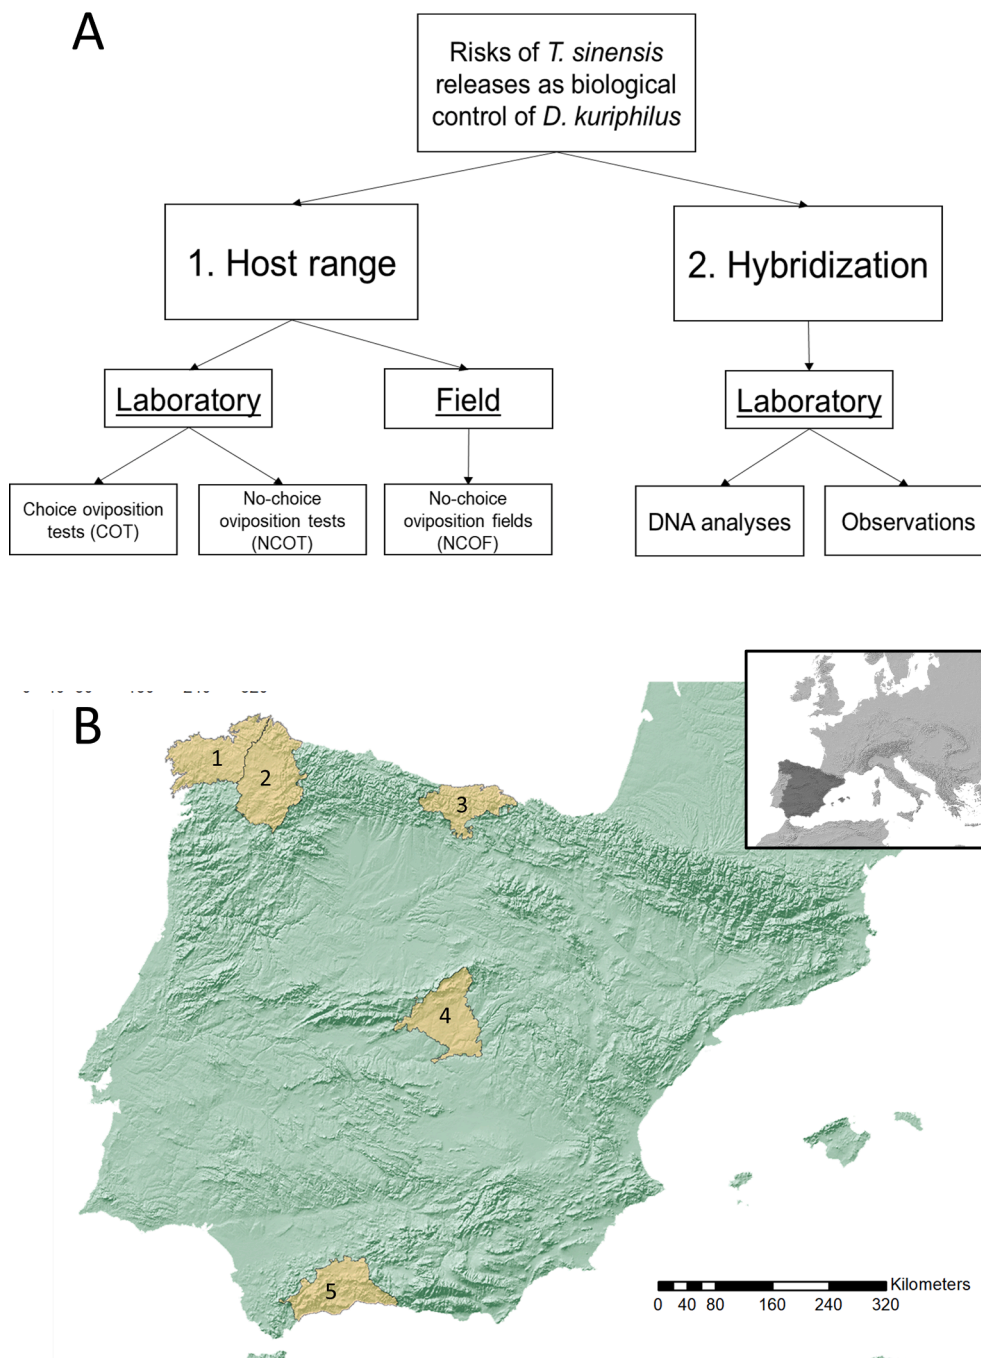 A
Risks of T. sinensis
releases as biological
control of D. kuriphilus
1. Host range
2. Hybridization
Laboratory
Field
Laboratory
Choice oviposition
tests (COT)
No-choice
oviposition tests
(NCOT)
No-choice
oviposition fields
(NCOF)
DNA analyses
Observations
B
1
2
3
4
5
Kilometers
0 40 80 160 240 320